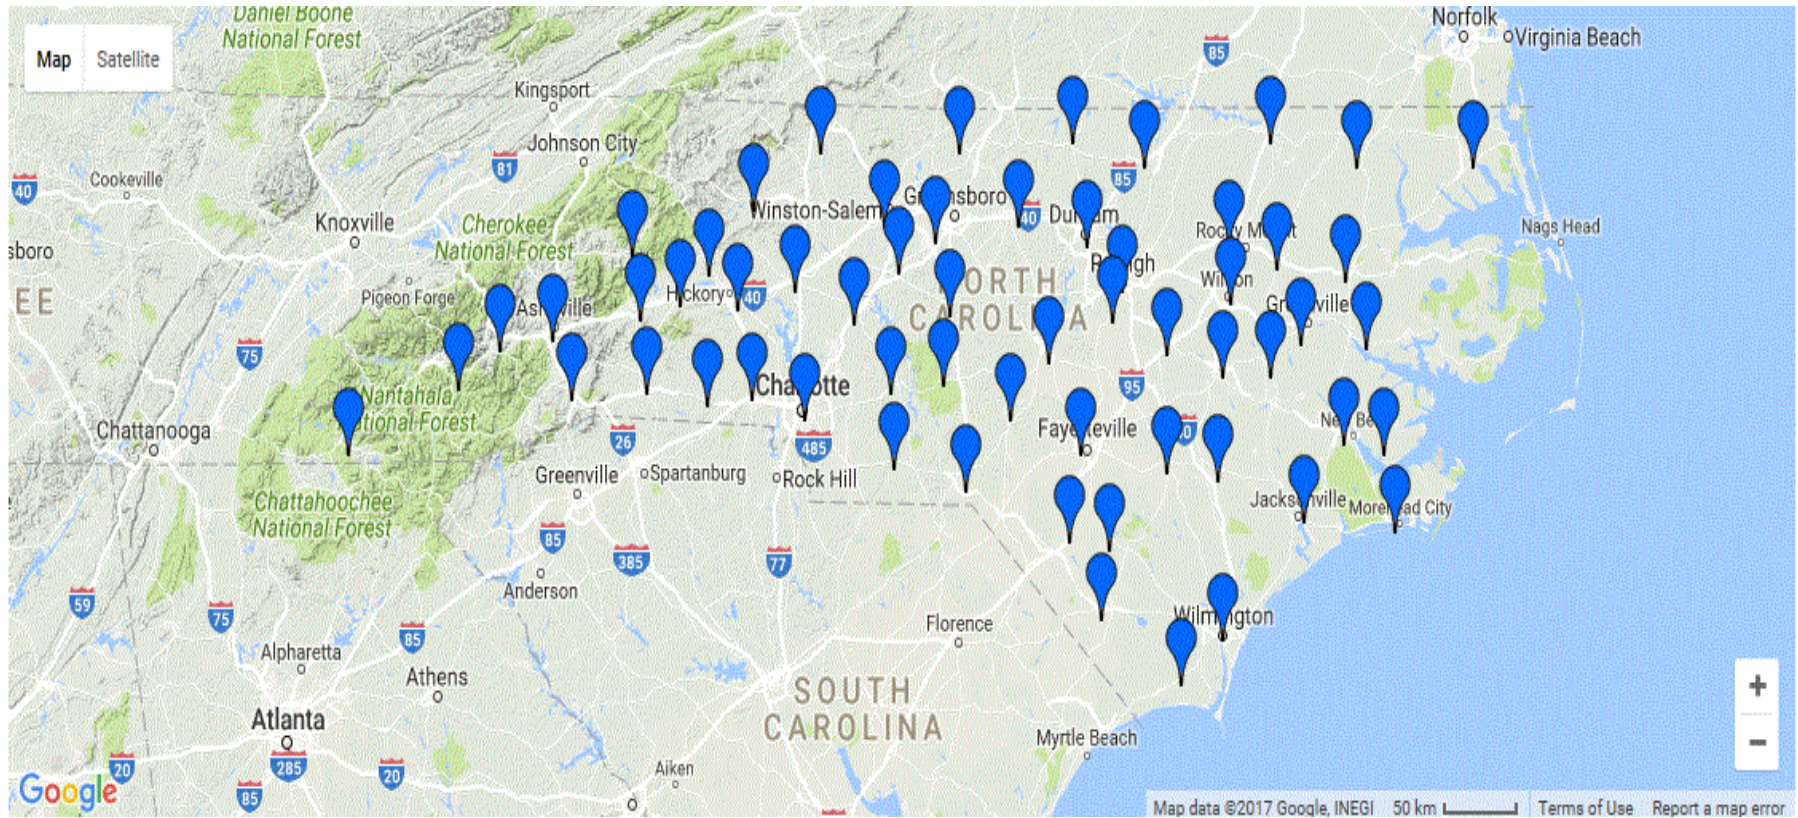 Daniel Boone
National Forest
Norfolk
Virginia Beach
85
Map
Satellite
Kingsport
Johnson City
81
40
Cookeville
85
Knoxville
Cherokee
National Forest
Winston-Salem
40
Nags Head
sboro
Pigeon Forge
Hickory
40
EE
CAROLINA
75
95
Charlotte
Nantahala
Chattanooga
26
485
Greenville
Spartanburg
Rock Hill
Chattahoochee
National Forest
85
385
77
Anderson
59
75
85
Florence
Alpharetta
Athens
SOUTH
CAROLINA
Atlanta
Myrtle Beach
20
285
20
Aiken
85
Google
Map data ©2017 Google, INEGI
50 km
Terms of Use
Report a map error